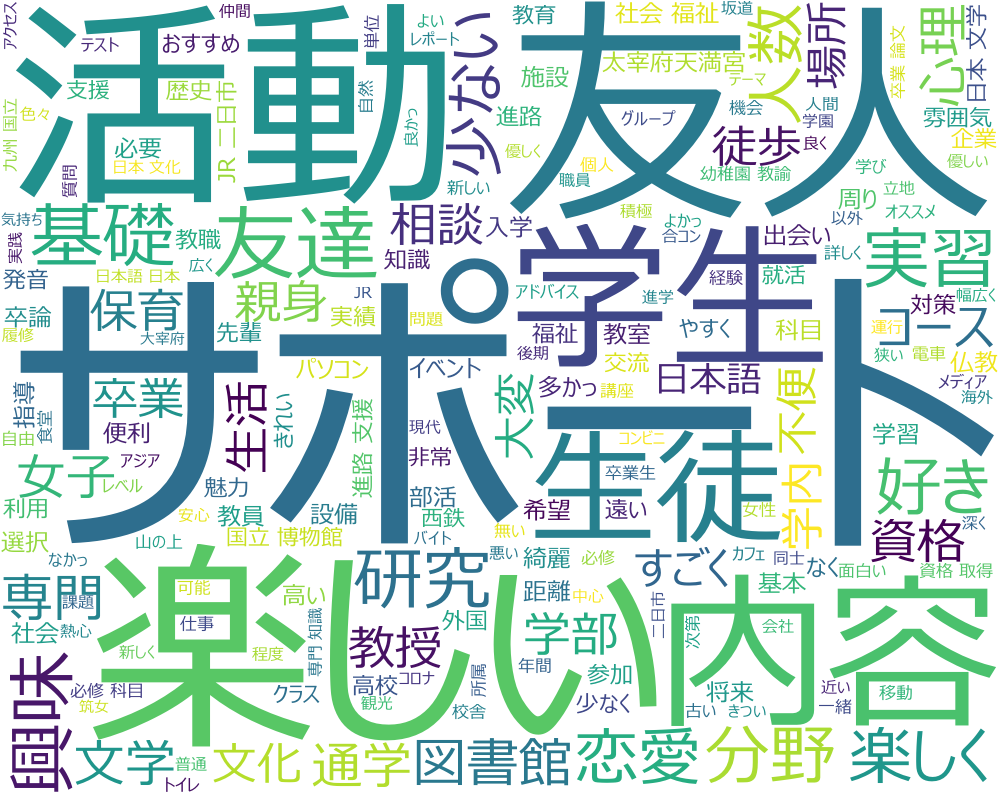 アクセス
仲間
活動
友人
テスト
おすすめ
単位
よい
レポート
教育
社会 福祉
坂道
人数
場所
心理
日本 文学
卒業 論文
支援
歴史
JR 二日市
自然
良かっ
少ない
施設
太宰府天満宮
テーマ
九州 国立
色々
必要
日本 文化
質問
進路
グループ
機会
人間
学園
雰囲気
企業
優しく
個人
徒歩
良く
優しい
新しい
職員
幼稚園 教諭
学び
気持ち
基礎
友達
相談
入学
積極
よかっ
合コン
周り
立地
オススメ
以外
実践
教職
知識
学生
経験
出会い
詳しく
実習
発音
日本語 日本
広く
JR
アドバイス
進学
就活
幅広く
卒論
保育
親身
実績
問題
サポート
福祉
教室
やすく
科目
対策
コース
履修
大宰府
先輩
パソコン
イベント
後期
交流
運行
狭い
電車
仏教
指導
食堂
卒業
生活
きれい
大変
多かっ
講座
日本語
不便
メディア
海外
自由
便利
アジア
進路 支援
現代
非常
生徒
コンビニ
卒業生
学習
女子
レベル
魅力
部活
希望
遠い
女性
学内
好き
利用
安心
教員
設備
西鉄
無い
資格
深く
選択
山の上
国立 博物館
バイト
悪い
綺麗
必修
すごく
カフェ
同士
なく
面白い
資格 取得
なかっ
専門
課題
楽しい
可能
高い
研究
距離
中心
二日市
基本
内容
社会
熱心
仕事
外国
学部
次第
会社
興味
新しく
程度
専門 知識
教授
年間
参加
必修 科目
筑女
クラス
高校
コロナ
所属
少なく
将来
近い
一緒
移動
観光
校舎
古い
きつい
文学
普通
トイレ
文化
通学
図書館
恋愛
分野
楽しく